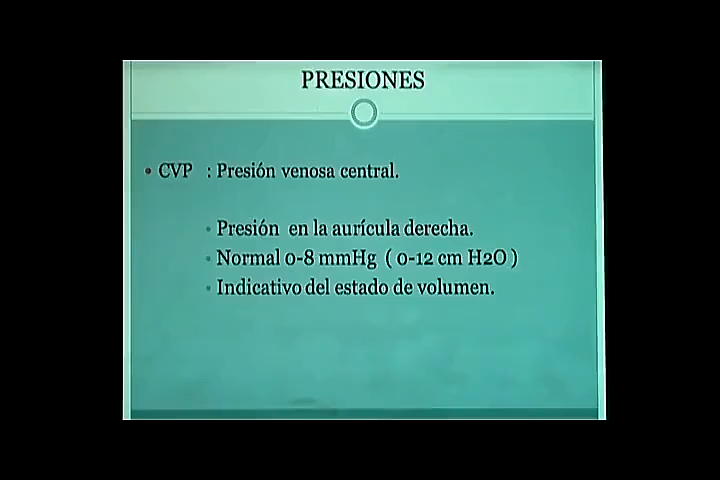 PRESIONES
• CVP : Presión venosa central.
• Presión en la aurícula derecha.
• Normal 0-8 mmHg ( 0-12 cm H2O )
• Indicativo del estado de volumen.